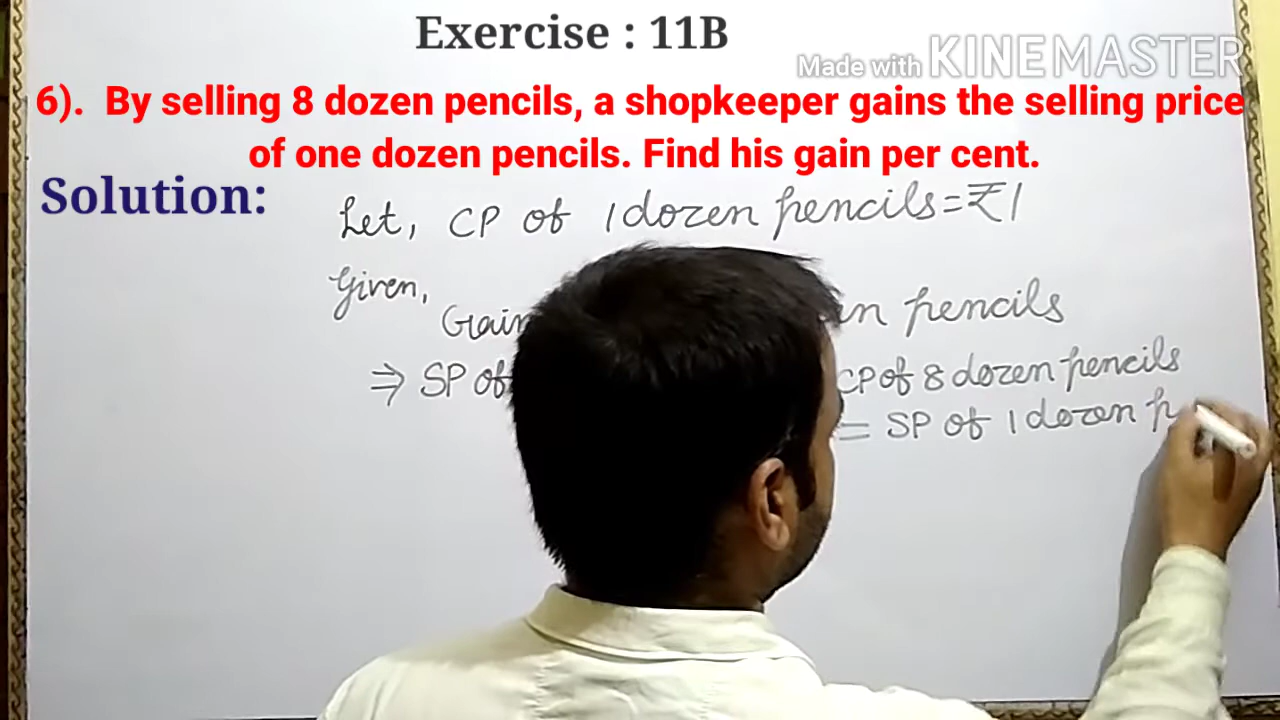 Exercise : 11B
Made with KINEMASTER
6). By selling 8 dozen pencils, a shopkeeper gains the selling price
of one dozen pencils. Find his gain per cent.
Solution:
Let, CP of 1 dozen pencils = ₹1
Given,
Gain pencils
⇒ SP of CP of 8 dozen pencils
= SP of 1 dozen p